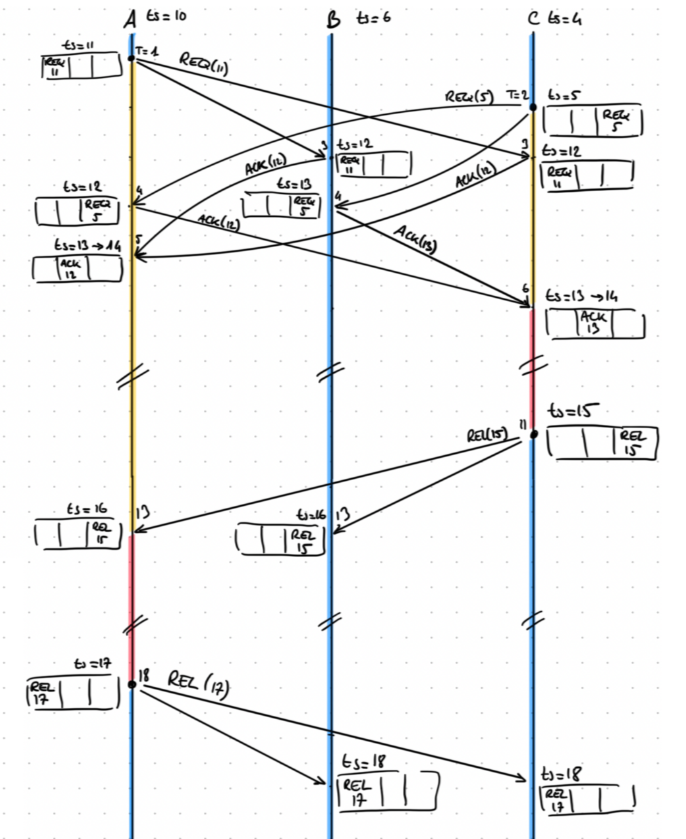 A ts=10 B ts=6 C ts=4
ts=11 T=1
REQ 11
REQ(11)
REQ(5) T=2 ts=5
REQ 5
3 ts=12
REQ 11
ACK(12)
3 ts=12
REQ 11
ACK(12)
ts=12 4
REQ 5
ts=13 4
REQ 5
ACK(12)
ACK(13)
ts=13→14 5
ACK 12
6 ts=13→14
ACK 13
11 ts=15
REL 15
REL(15)
ts=16 13
REL 15
ts=16 13
REL 15
ts=17 18
REL 17
REL (17)
ts=18
REL 17
ts=18
REL 17